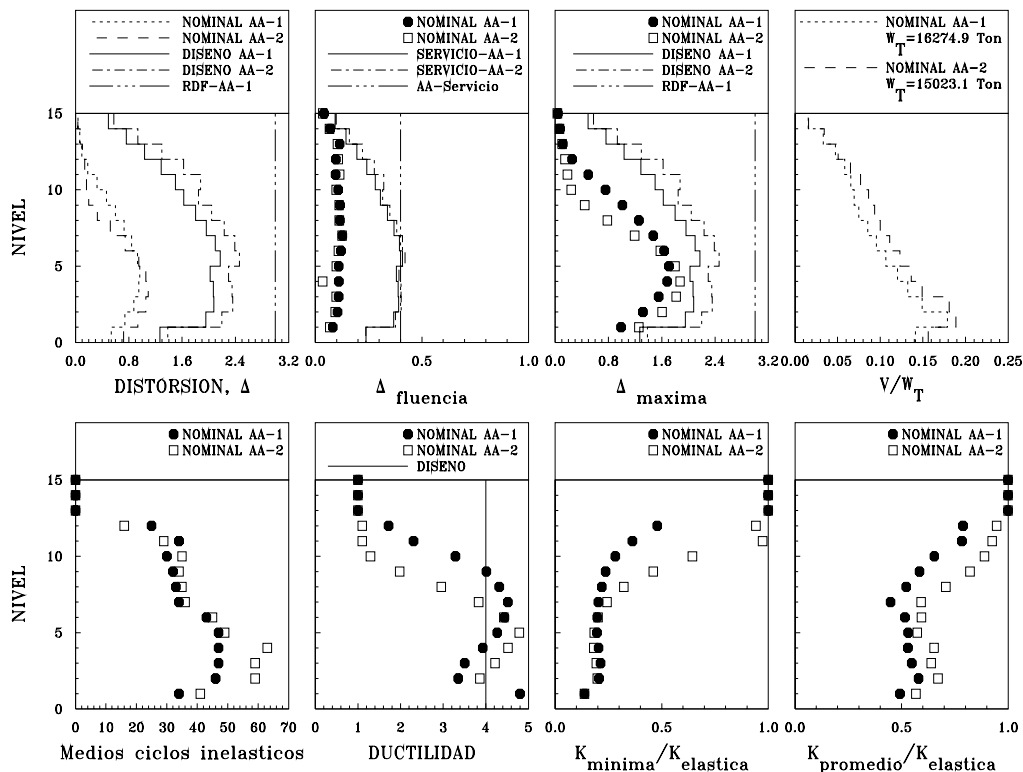 NOMINAL AA-1
NOMINAL AA-2
DISENO AA-1
DISENO AA-2
RDF-AA-1
NIVEL
15
10
5
0
0.0 0.8 1.6 2.4 3.2
DISTORSION, Δ
NOMINAL AA-1
NOMINAL AA-2
SERVICIO-AA-1
SERVICIO-AA-2
AA-Servicio
0.0 0.5 1.0
Δ fluencia
NOMINAL AA-1
NOMINAL AA-2
DISENO AA-1
DISENO AA-2
RDF-AA-1
0.0 0.8 1.6 2.4 3.2
Δ maxima
NOMINAL AA-1
W_T=16274.9 Ton
NOMINAL AA-2
W_T=15023.1 Ton
0.00 0.05 0.10 0.15 0.20 0.25
V/W_T
NOMINAL AA-1
NOMINAL AA-2
NIVEL
15
10
5
0
0 10 20 30 40 50 60 70
Medios ciclos inelasticos
NOMINAL AA-1
NOMINAL AA-2
DISENO
0 1 2 3 4 5
DUCTILIDAD
NOMINAL AA-1
NOMINAL AA-2
0.0 0.5 1.0
K minima/K elastica
NOMINAL AA-1
NOMINAL AA-2
0.0 0.5 1.0
K promedio/K elastica